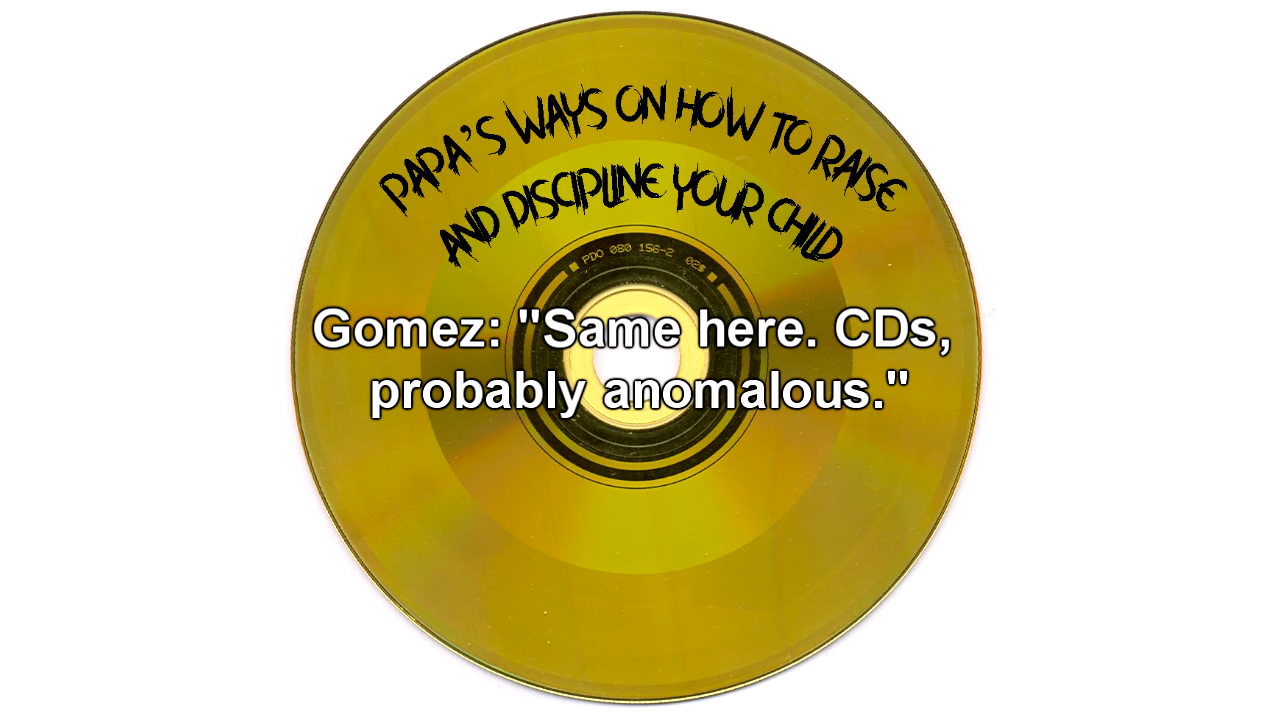 PAPA'S WAYS ON HOW TO RAISE
AND DISCIPLINE YOUR CHILD
PDO 080 156-2 02$
Gomez: "Same here. CDs,
probably anomalous."